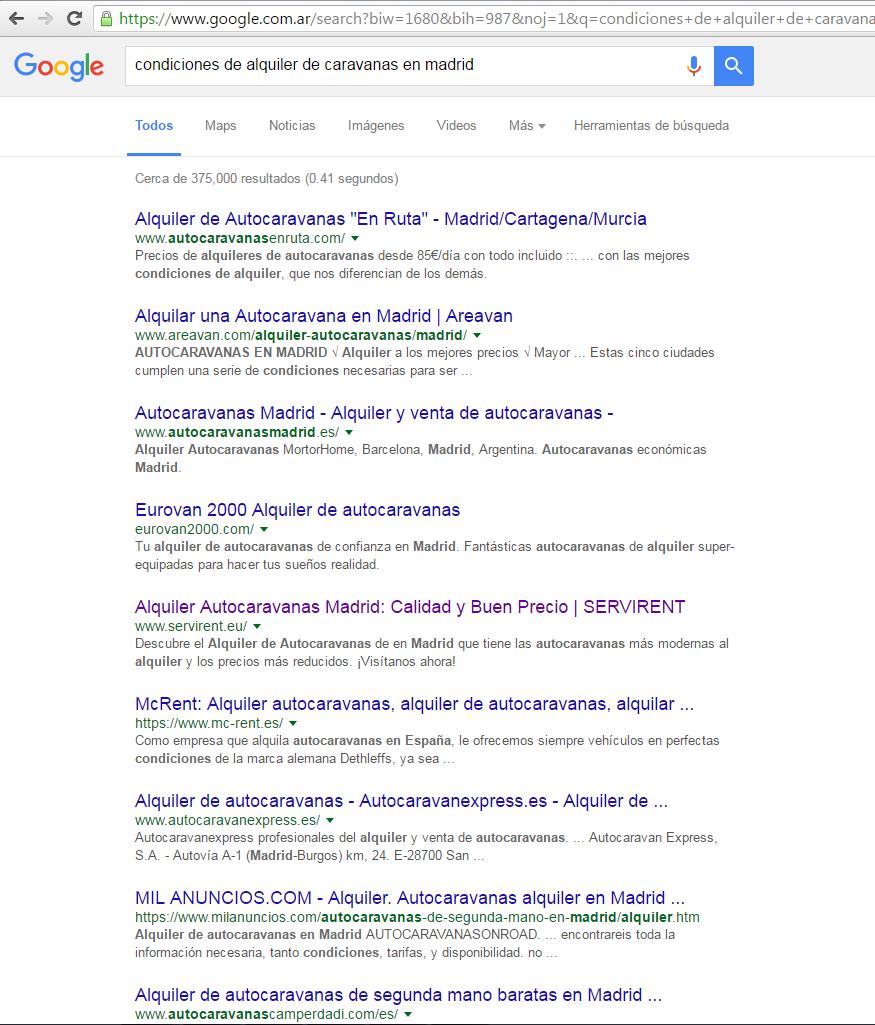 https://www.google.com.ar/search?biw=1680&bih=987&noj=1&q=condiciones+de+alquiler+de+caravana
Google
condiciones de alquiler de caravanas en madrid
Todos Maps Noticias Imágenes Videos Más Herramientas de búsqueda
Cerca de 375,000 resultados (0.41 segundos)
Alquiler de Autocaravanas "En Ruta" - Madrid/Cartagena/Murcia
www.autocaravanasenruta.com/
Precios de alquileres de autocaravanas desde 85€/día con todo incluido ::. ... con las mejores
condiciones de alquiler, que nos diferencian de los demás.
Alquilar una Autocaravana en Madrid | Areavan
www.areavan.com/alquiler-autocaravanas/madrid/
AUTOCARAVANAS EN MADRID √ Alquiler a los mejores precios √ Mayor ... Estas cinco ciudades
cumplen una serie de condiciones necesarias para ser ...
Autocaravanas Madrid - Alquiler y venta de autocaravanas -
www.autocaravanasmadrid.es/
Alquiler Autocaravanas MortorHome, Barcelona, Madrid, Argentina. Autocaravanas económicas
Madrid.
Eurovan 2000 Alquiler de autocaravanas
eurovan2000.com/
Tu alquiler de autocaravanas de confianza en Madrid. Fantásticas autocaravanas de alquiler super-
equipadas para hacer tus sueños realidad.
Alquiler Autocaravanas Madrid: Calidad y Buen Precio | SERVIRENT
www.servirent.eu/
Descubre el Alquiler de Autocaravanas de en Madrid que tiene las autocaravanas más modernas al
alquiler y los precios más reducidos. ¡Visítanos ahora!
McRent: Alquiler autocaravanas, alquiler de autocaravanas, alquilar ...
https://www.mc-rent.es/
Como empresa que alquila autocaravanas en España, le ofrecemos siempre vehículos en perfectas
condiciones de la marca alemana Dethleffs, ya sea ...
Alquiler de autocaravanas - Autocaravanexpress.es - Alquiler de ...
www.autocaravanexpress.es/
Autocaravanexpress profesionales del alquiler y venta de autocaravanas. ... Autocaravan Express,
S.A. - Autovía A-1 (Madrid-Burgos) km, 24. E-28700 San ...
MIL ANUNCIOS.COM - Alquiler. Autocaravanas alquiler en Madrid ...
https://www.milanuncios.com/autocaravanas-de-segunda-mano-en-madrid/alquiler.htm
Alquiler de autocaravanas en Madrid AUTOCARAVANASONROAD. ... encontrareis toda la
información necesaria, tanto condiciones, tarifas, y disponibilidad. no ...
Alquiler de autocaravanas de segunda mano baratas en Madrid ...
www.autocaravanascamperdadi.com/es/